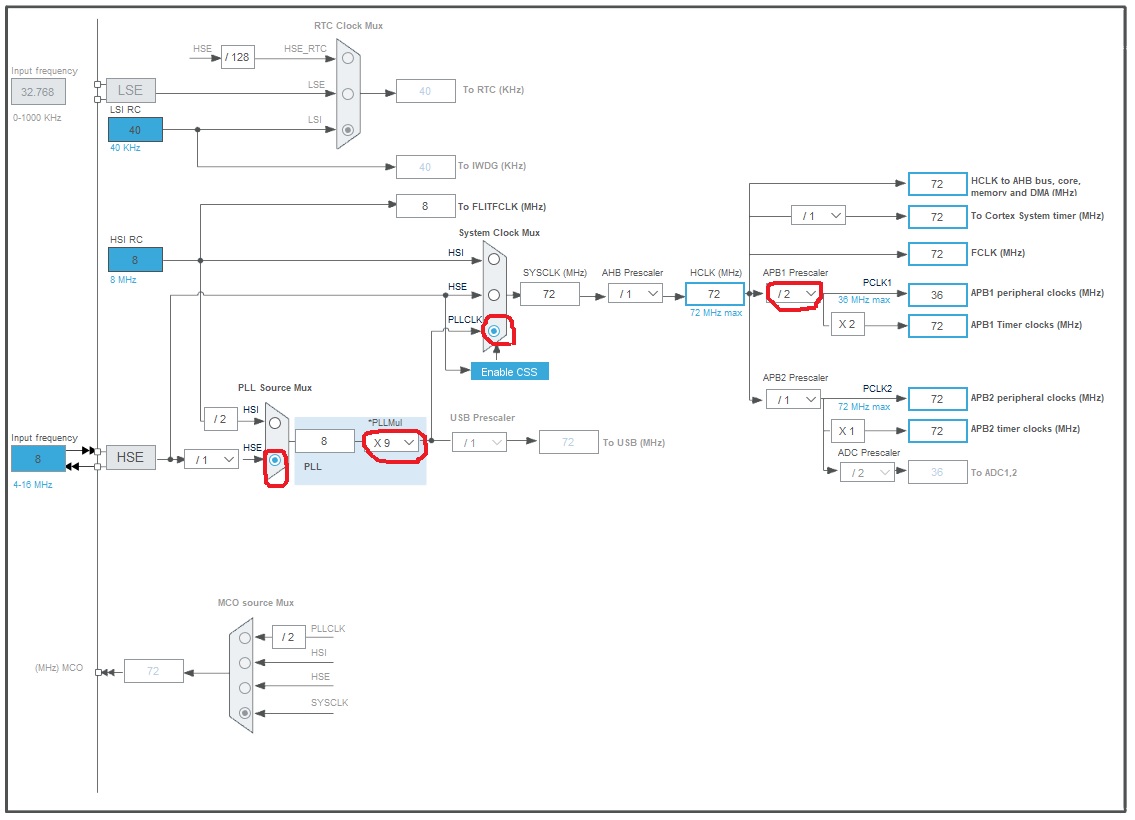 RTC Clock Mux
HSE
/ 128
HSE_RTC
Input frequency
32.768
0-1000 KHz
LSE
LSE
40
To RTC (KHz)
LSI RC
40
40 KHz
LSI
40
To IWDG (KHz)
8
To FLITFCLK (MHz)
System Clock Mux
HSI RC
8
8 MHz
HSI
HSE
PLLCLK
Enable CSS
SYSCLK (MHz)
72
AHB Prescaler
/ 1
HCLK (MHz)
72
72 MHz max
72
HCLK to AHB bus, core,
memory and DMA (MHz)
/ 1
72
To Cortex System timer (MHz)
72
FCLK (MHz)
APB1 Prescaler
/ 2
PCLK1
36 MHz max
36
APB1 peripheral clocks (MHz)
X 2
72
APB1 Timer clocks (MHz)
APB2 Prescaler
/ 1
PCLK2
72 MHz max
72
APB2 peripheral clocks (MHz)
X 1
72
APB2 timer clocks (MHz)
ADC Prescaler
/ 2
36
To ADC1,2
PLL Source Mux
/ 2
HSI
Input frequency
8
4-16 MHz
HSE
/ 1
HSE
8
PLL
*PLLMul
X 9
USB Prescaler
/ 1
72
To USB (MHz)
MCO source Mux
/ 2
PLLCLK
HSI
HSE
SYSCLK
(MHz) MCO
72